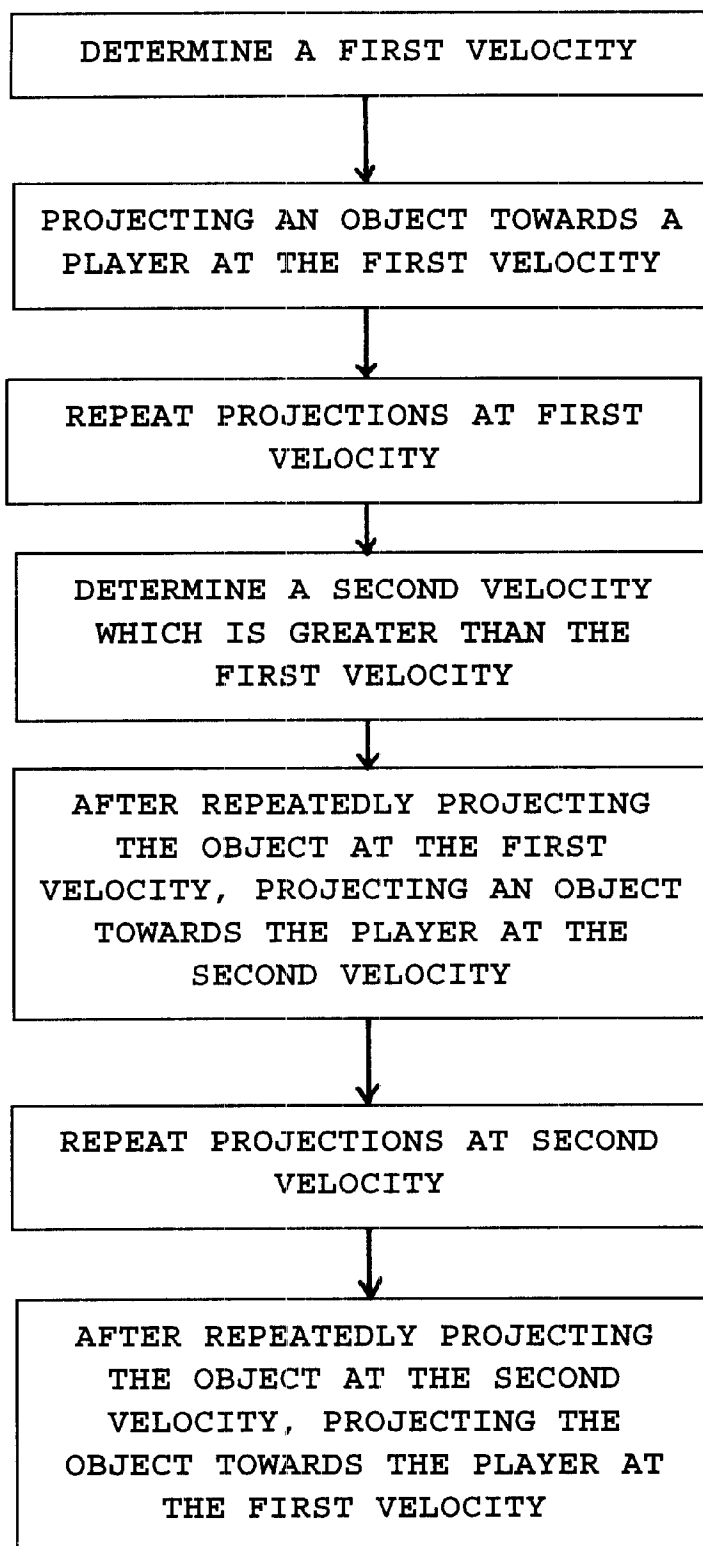 DETERMINE A FIRST VELOCITY
PROJECTING AN OBJECT TOWARDS A
PLAYER AT THE FIRST VELOCITY
REPEAT PROJECTIONS AT FIRST
VELOCITY
DETERMINE A SECOND VELOCITY
WHICH IS GREATER THAN THE
FIRST VELOCITY
AFTER REPEATEDLY PROJECTING
THE OBJECT AT THE FIRST
VELOCITY, PROJECTING AN OBJECT
TOWARDS THE PLAYER AT THE
SECOND VELOCITY
REPEAT PROJECTIONS AT SECOND
VELOCITY
AFTER REPEATEDLY PROJECTING
THE OBJECT AT THE SECOND
VELOCITY, PROJECTING THE
OBJECT TOWARDS THE PLAYER AT
THE FIRST VELOCITY